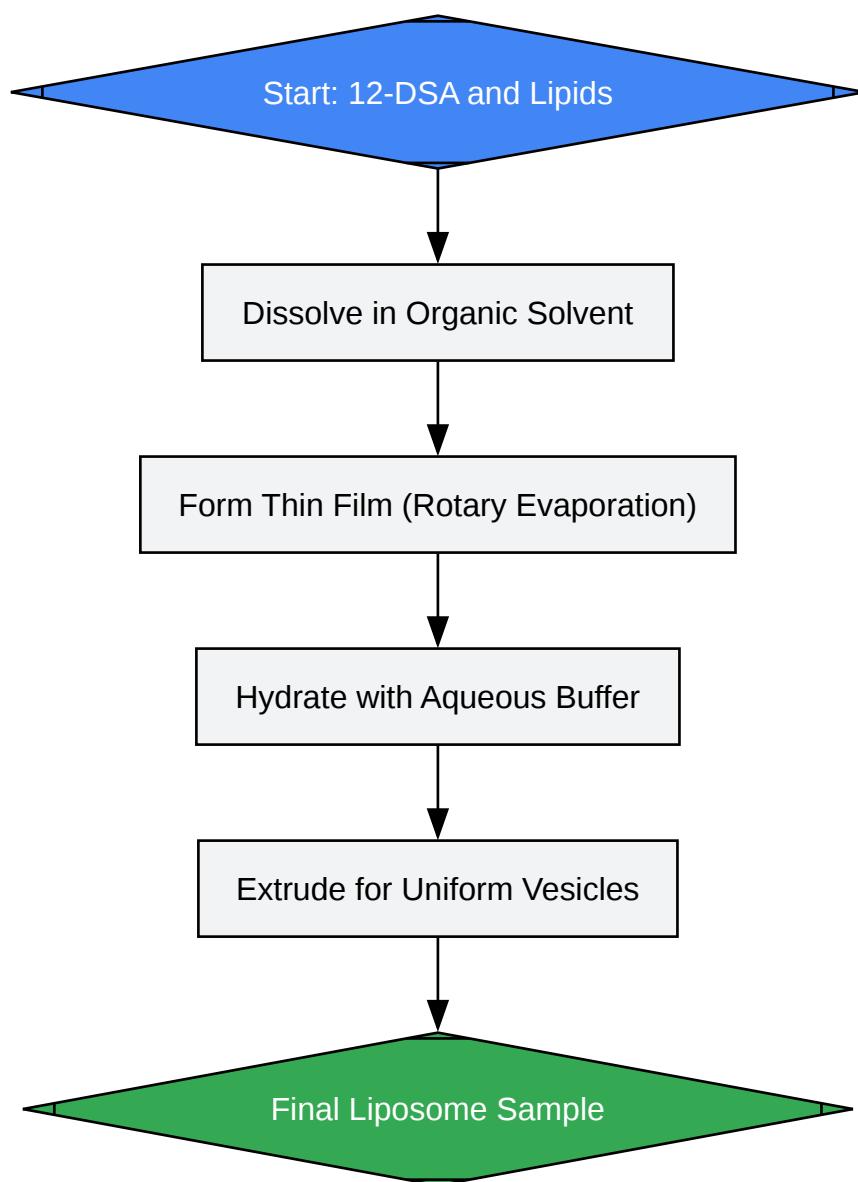 Start: 12-DSA and Lipids
Dissolve in Organic Solvent
Form Thin Film (Rotary Evaporation)
Hydrate with Aqueous Buffer
Extrude for Uniform Vesicles
Final Liposome Sample